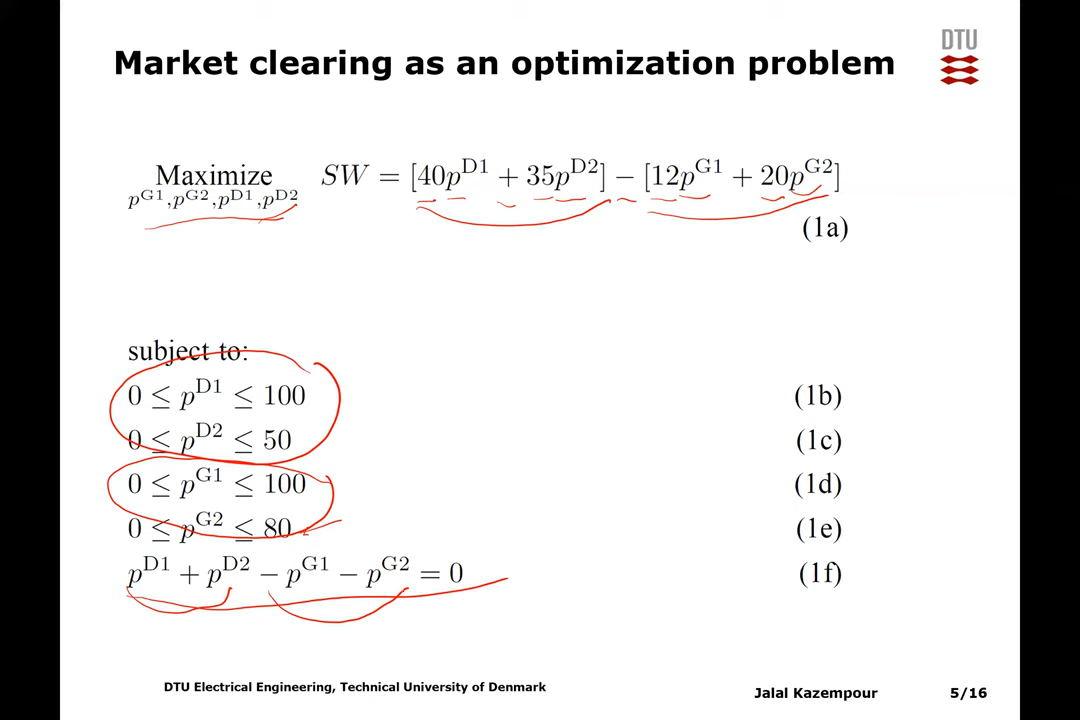 Market clearing as an optimization problem
DTU
Maximize SW = [40p^D1 + 35p^D2] − [12p^G1 + 20p^G2]
p^G1,p^G2,p^D1,p^D2
(1a)
subject to:
0 ≤ p^D1 ≤ 100 (1b)
0 ≤ p^D2 ≤ 50 (1c)
0 ≤ p^G1 ≤ 100 (1d)
0 ≤ p^G2 ≤ 80 (1e)
p^D1 + p^D2 − p^G1 − p^G2 = 0 (1f)
DTU Electrical Engineering, Technical University of Denmark
Jalal Kazempour 5/16